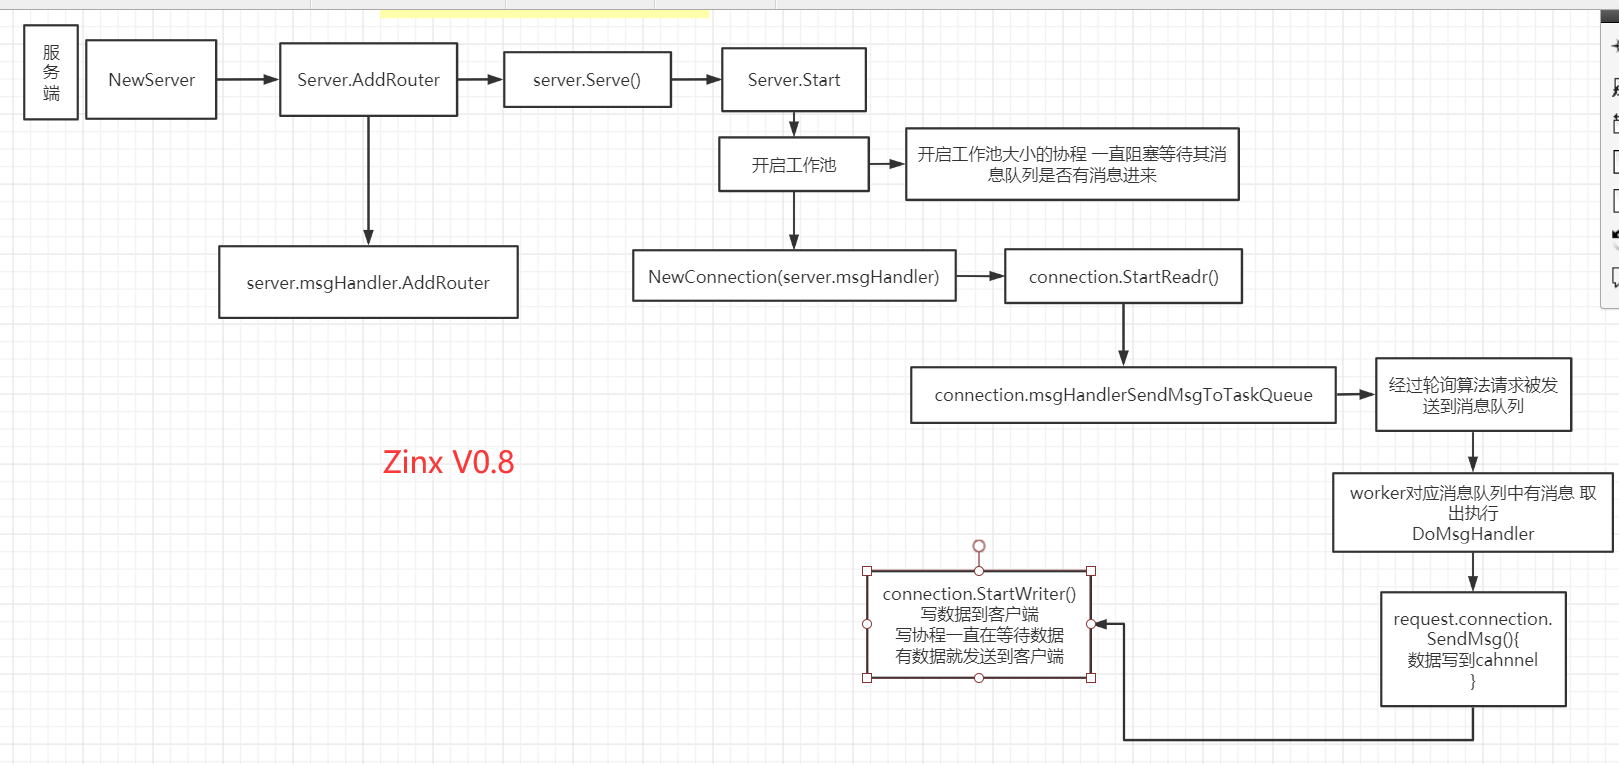 服
务
端
NewServer
Server.AddRouter
server.Serve()
Server.Start
开启工作池
开启工作池大小的协程 一直阻塞等待其消
息队列是否有消息进来
server.msgHandler.AddRouter
NewConnection(server.msgHandler)
connection.StartReadr()
connection.msgHandlerSendMsgToTaskQueue
经过轮询算法请求被发
送到消息队列
Zinx V0.8
worker对应消息队列中有消息 取
出执行
DoMsgHandler
connection.StartWriter()
写数据到客户端
写协程一直在等待数据
有数据就发送到客户端
request.connection.
SendMsg(){
数据写到cahnnel
}